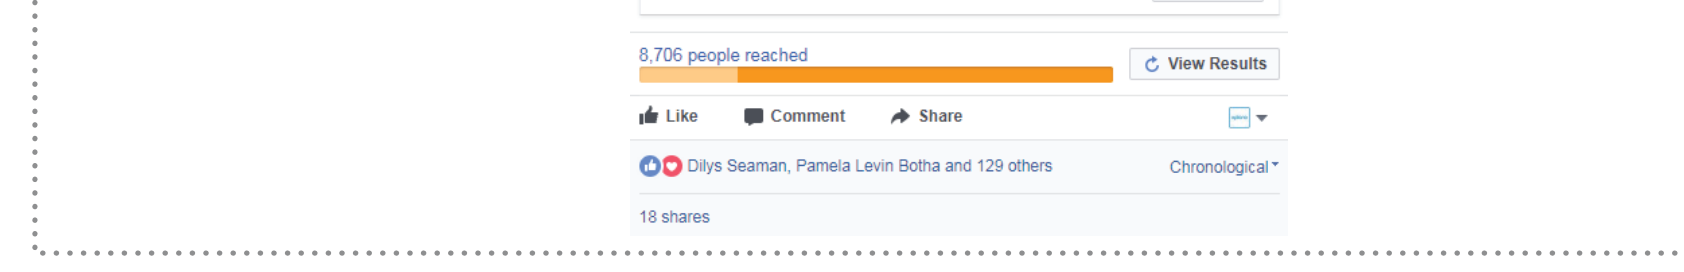 8,706 people reached
View Results
Like Comment Share
Dilys Seaman, Pamela Levin Botha and 129 others
Chronological
18 shares